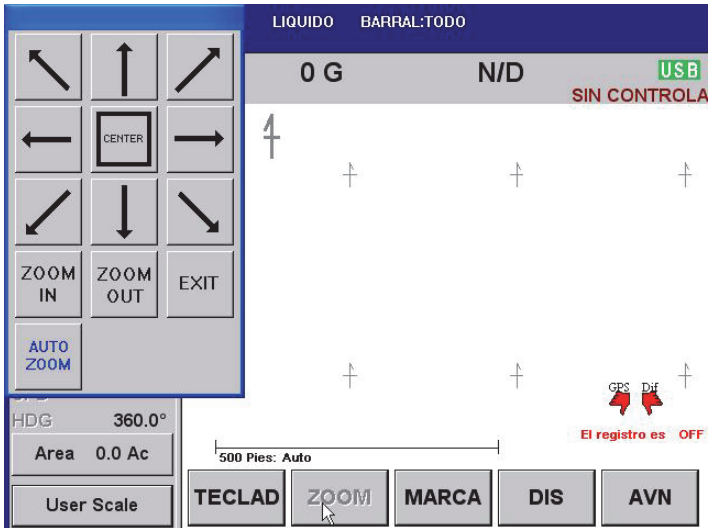 LIQUIDO BARRAL:TODO
0 G N/D USB
SIN CONTROLA
CENTER
ZOOM IN
ZOOM OUT
EXIT
AUTO ZOOM
HDG 360.0°
Area 0.0 Ac
User Scale
GPS Dif
El registro es OFF
500 Pies: Auto
TECLAD ZOOM MARCA DIS AVN